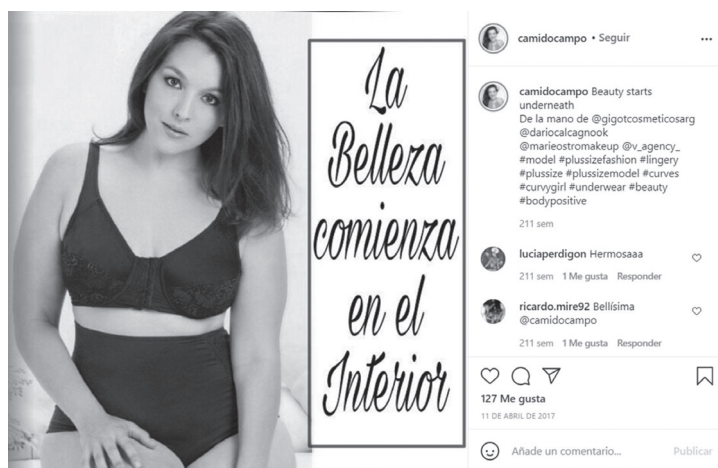 La
Belleza
comienza
en el
Interior
camidocampo • Seguir
camidocampo Beauty starts
underneath
De la mano de @gigotcosmeticosarg
@dariocalcagnook
@marieostromakeup @v_agency_
#model #plussizefashion #lingery
#plussize #plussizemodel #curves
#curvygirl #underwear #beauty
#bodypositive
211 sem
luciaperdigon Hermosaaa
211 sem 1 Me gusta Responder
ricardo.mire92 Bellísima
@camidocampo
211 sem 1 Me gusta Responder
127 Me gusta
11 DE ABRIL DE 2017
Añade un comentario... Publicar